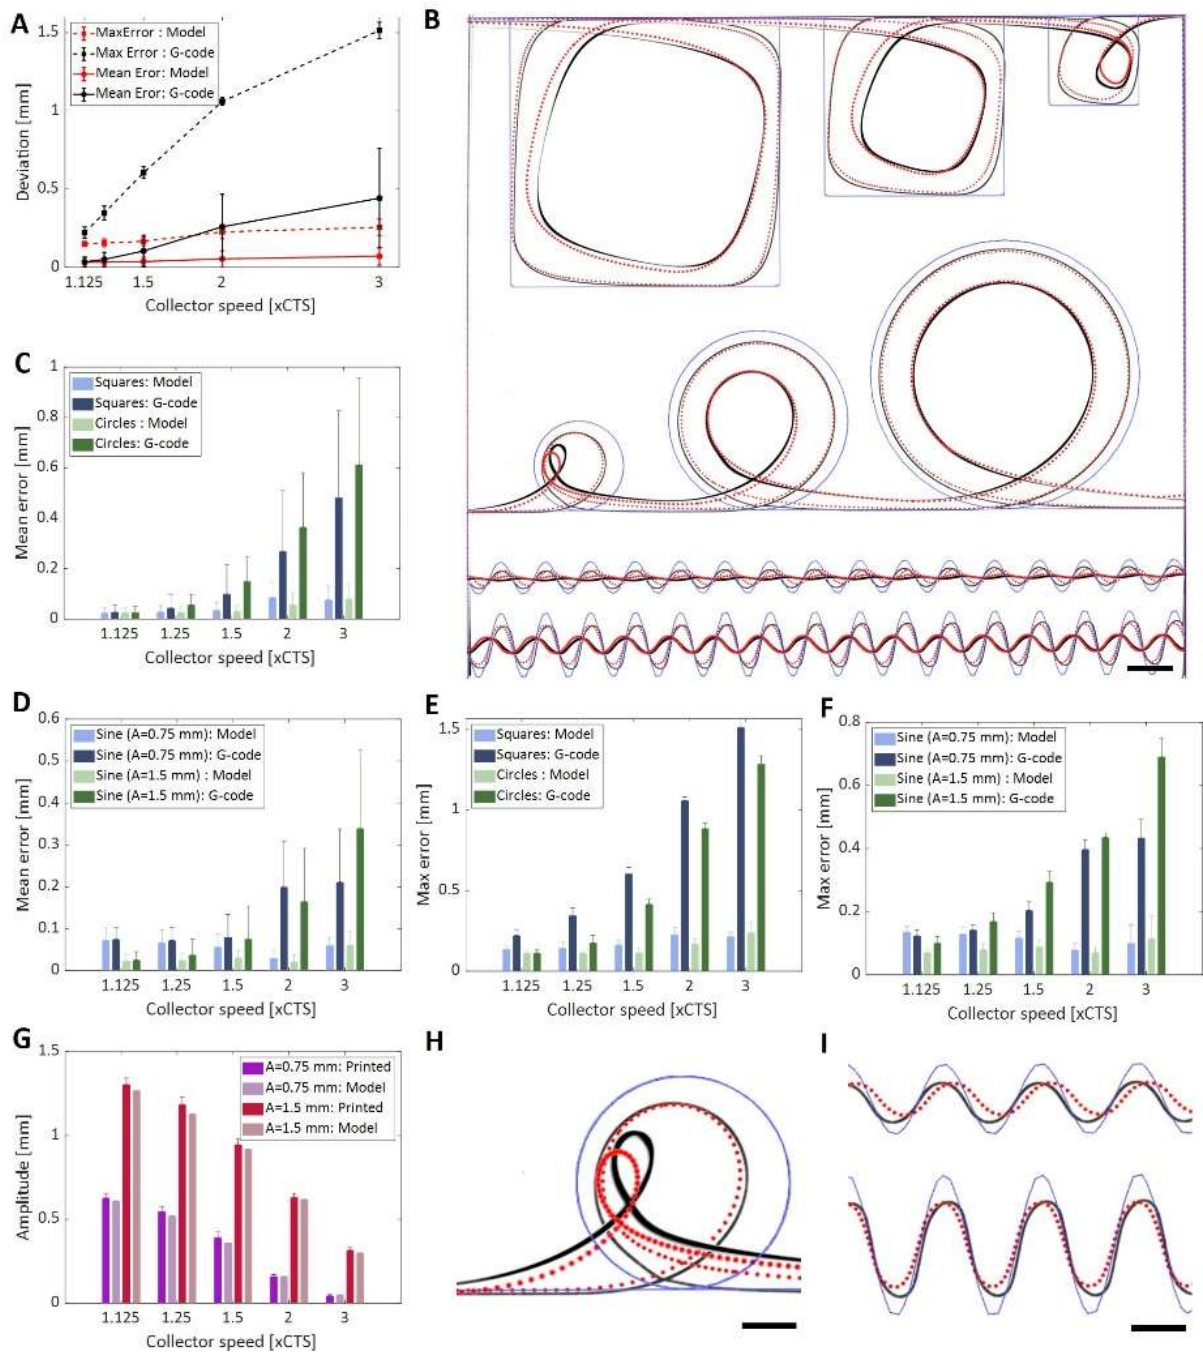 A
MaxError : Model
Max Error : G-code
Mean Eror: Model
Mean Eror: G-code
1.5
1
0.5
0
Deviation [mm]
1.125
1.5
2
3
Collector speed [xCTS]
B
C
Squares: Model
Squares: G-code
Circles : Model
Circles: G-code
1
0.8
0.6
0.4
0.2
0
Mean error [mm]
1.125
1.25
1.5
2
3
Collector speed [xCTS]
D
Sine (A=0.75 mm): Model
Sine (A=0.75 mm): G-code
Sine (A=1.5 mm) : Model
Sine (A=1.5 mm): G-code
0.6
0.5
0.4
0.3
0.2
0.1
0
Mean error [mm]
1.125
1.25
1.5
2
3
Collector speed [xCTS]
E
Squares: Model
Squares: G-code
Circles : Model
Circles: G-code
1.5
1
0.5
0
Max error [mm]
1.125
1.25
1.5
2
3
Collector speed [xCTS]
F
Sine (A=0.75 mm): Model
Sine (A=0.75 mm): G-code
Sine (A=1.5 mm) : Model
Sine (A=1.5 mm): G-code
0.8
0.6
0.4
0.2
0
Max error [mm]
1.125
1.25
1.5
2
3
Collector speed [xCTS]
G
A=0.75 mm: Printed
A=0.75 mm: Model
A=1.5 mm: Printed
A=1.5 mm: Model
1.5
1
0.5
0
Amplitude [mm]
1.125
1.25
1.5
2
3
Collector speed [xCTS]
H
I